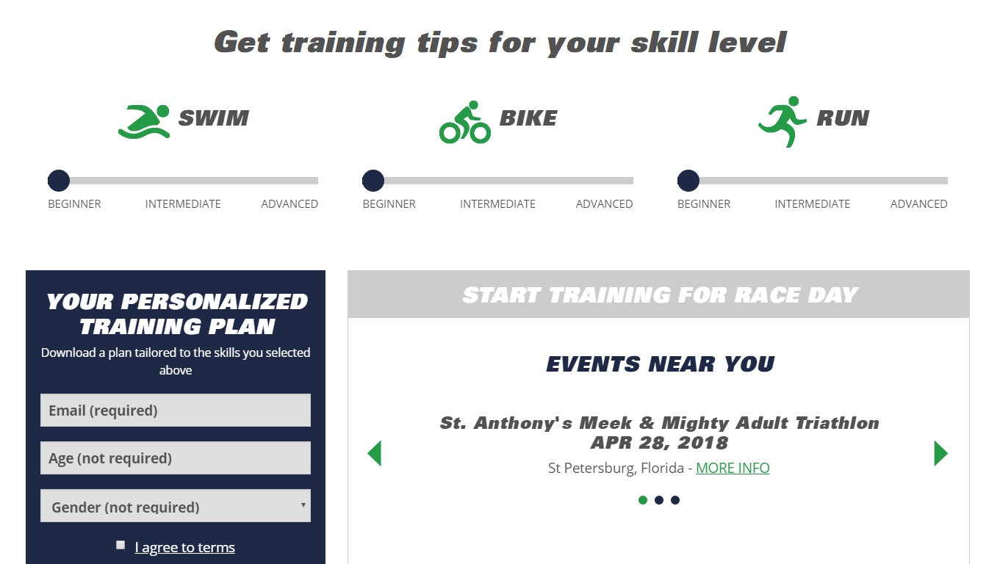 Get training tips for your skill level
SWIM
BEGINNER INTERMEDIATE ADVANCED
BIKE
BEGINNER INTERMEDIATE ADVANCED
RUN
BEGINNER INTERMEDIATE ADVANCED
YOUR PERSONALIZED
TRAINING PLAN
Download a plan tailored to the skills you selected
above
Email (required)
Age (not required)
Gender (not required)
I agree to terms
START TRAINING FOR RACE DAY
EVENTS NEAR YOU
St. Anthony's Meek & Mighty Adult Triathlon
APR 28, 2018
St Petersburg, Florida - MORE INFO